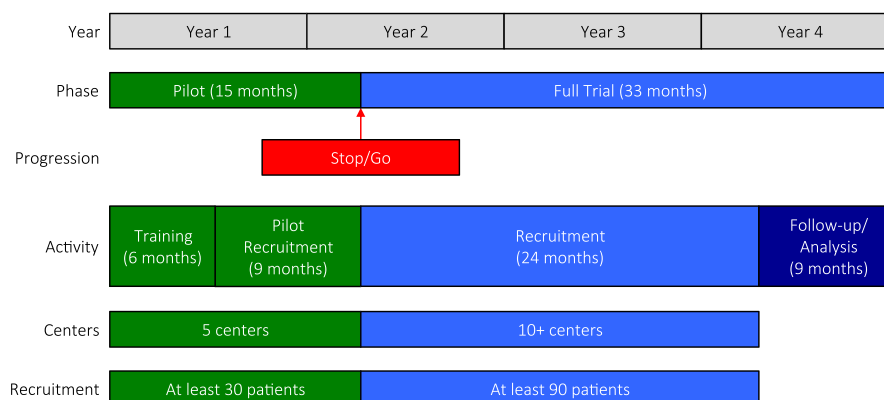 Year
Year 1
Year 2
Year 3
Year 4
Phase
Pilot (15 months)
Full Trial (33 months)
Progression
Stop/Go
Activity
Training
(6 months)
Pilot
Recruitment
(9 months)
Recruitment
(24 months)
Follow-up/
Analysis
(9 months)
Centers
5 centers
10+ centers
Recruitment
At least 30 patients
At least 90 patients